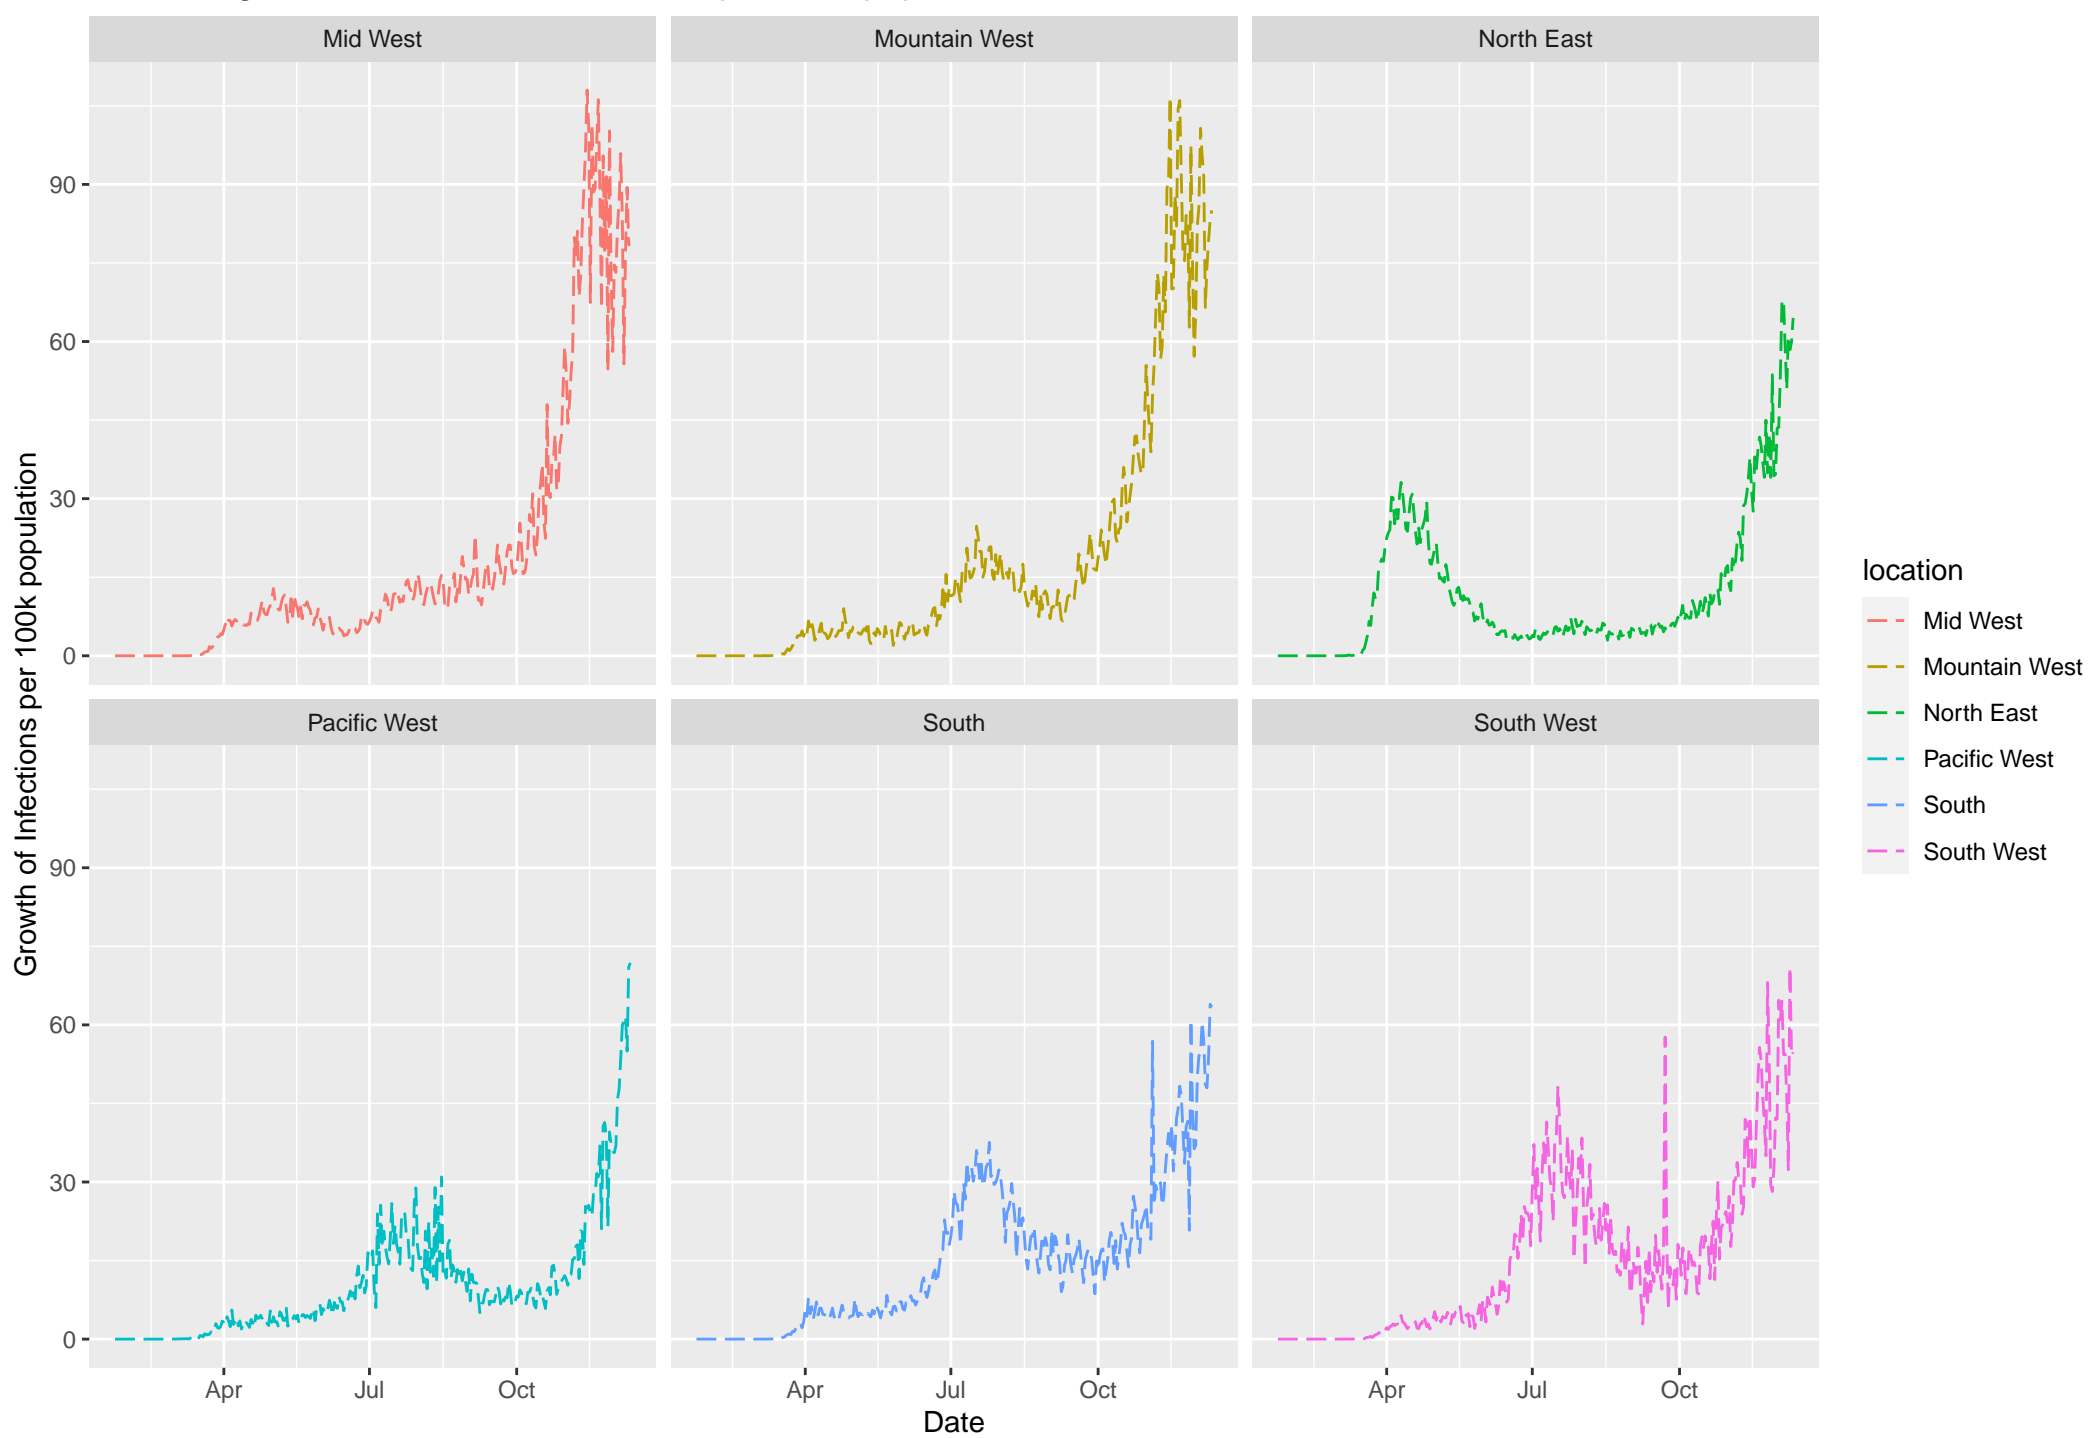 Mid West
Mountain West
North East
Growth of Infections per 100k population
90
60
30
0
Pacific West
South
South West
90
60
30
0
Apr Jul Oct
Apr Jul Oct
Apr Jul Oct
Date
location
Mid West
Mountain West
North East
Pacific West
South
South West